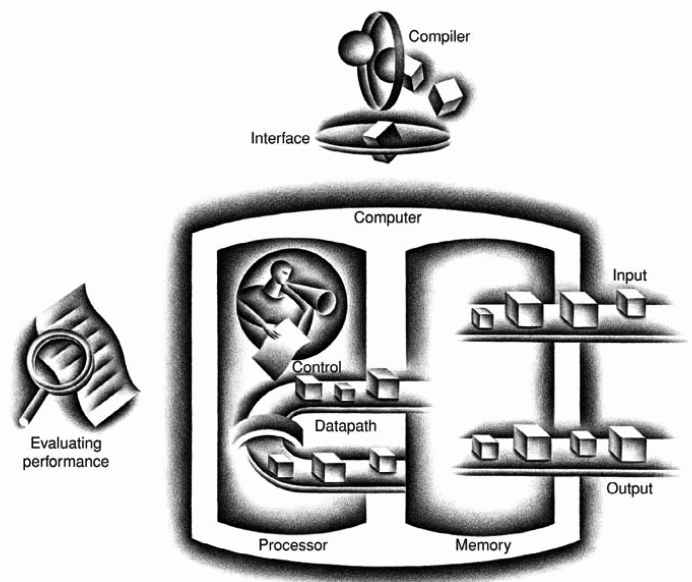 Compiler
Interface
Computer
Input
Control
Datapath
Evaluating
performance
Output
Processor
Memory